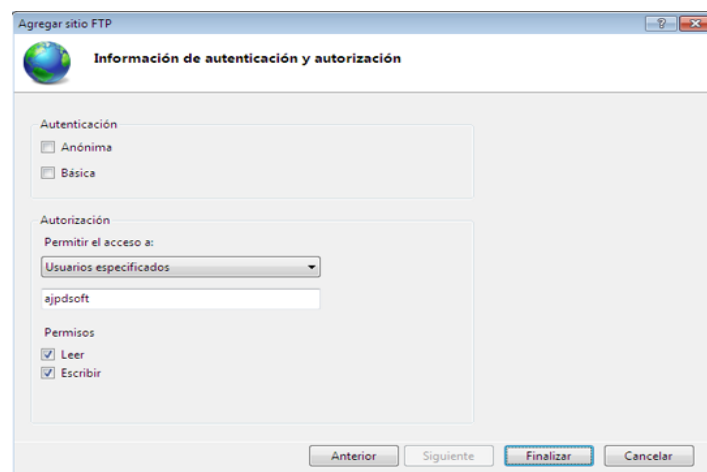 Agregar sitio FTP
Información de autenticación y autorización
Autenticación
Anónima
Básica
Autorización
Permitir el acceso a:
Usuarios especificados
ajpdsoft
Permisos
Leer
Escribir
Anterior Siguiente Finalizar Cancelar